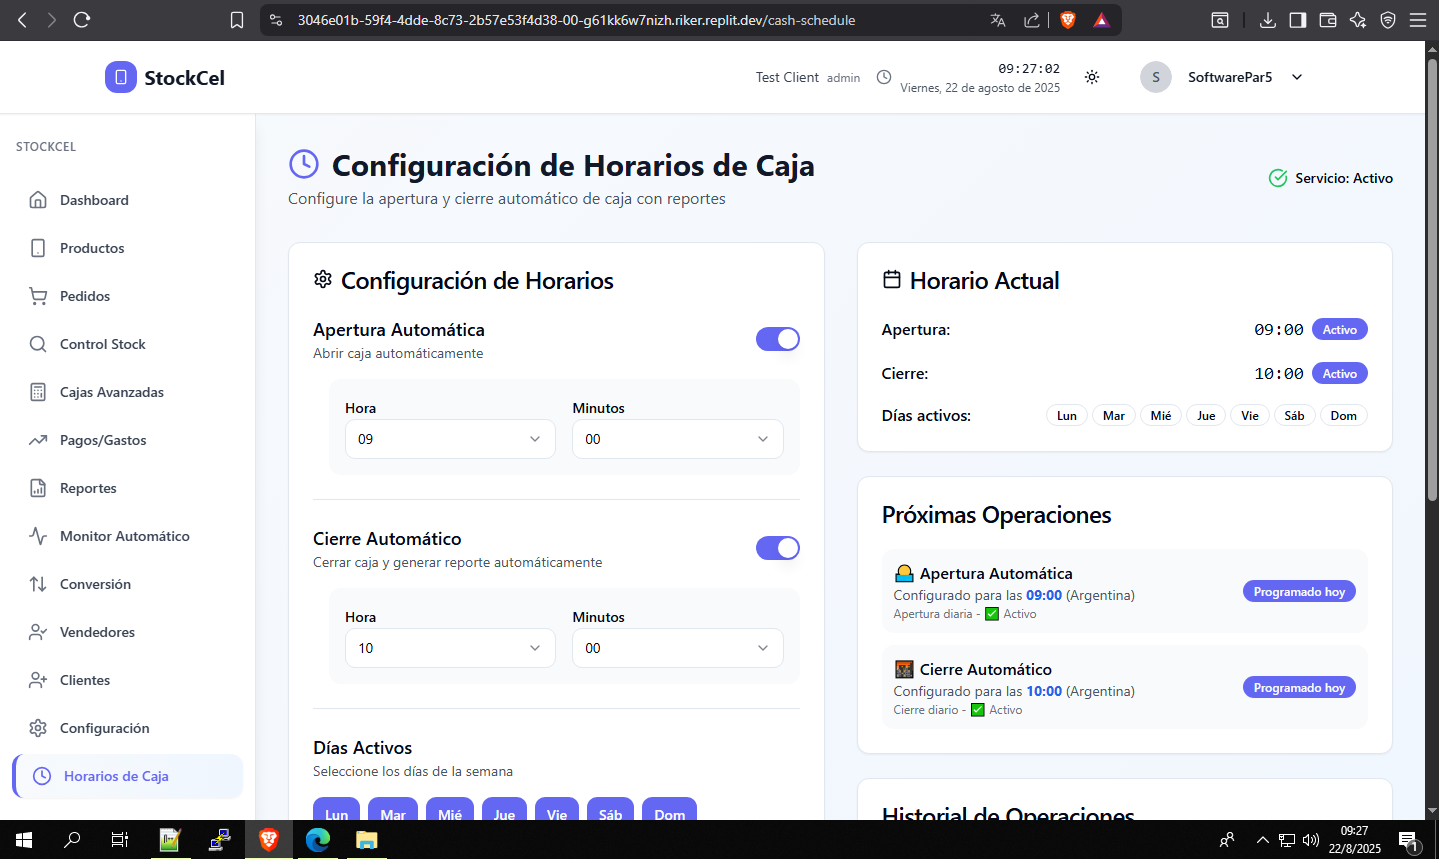 3046e01b-59f4-4dde-8c73-2b57e53f4d38-00-g61kk6w7nizh.riker.replit.dev/cash-schedule
StockCel
Test Client admin
09:27:02
Viernes, 22 de agosto de 2025
S
SoftwarePar5
STOCKCEL
Dashboard
Productos
Pedidos
Control Stock
Cajas Avanzadas
Pagos/Gastos
Reportes
Monitor Automático
Conversión
Vendedores
Clientes
Configuración
Horarios de Caja
Configuración de Horarios de Caja
Configure la apertura y cierre automático de caja con reportes
Servicio: Activo
Configuración de Horarios
Apertura Automática
Abrir caja automáticamente
Hora Minutos
09 00
Cierre Automático
Cerrar caja y generar reporte automáticamente
Hora Minutos
10 00
Días Activos
Seleccione los días de la semana
Lun Mar Mié Jue Vie Sáb Dom
Horario Actual
Apertura: 09:00 Activo
Cierre: 10:00 Activo
Días activos: Lun Mar Mié Jue Vie Sáb Dom
Próximas Operaciones
Apertura Automática
Configurado para las 09:00 (Argentina)
Apertura diaria - ✅ Activo
Programado hoy
Cierre Automático
Configurado para las 10:00 (Argentina)
Cierre diario - ✅ Activo
Programado hoy
Historial de Operaciones
09:27
22/8/2025
1